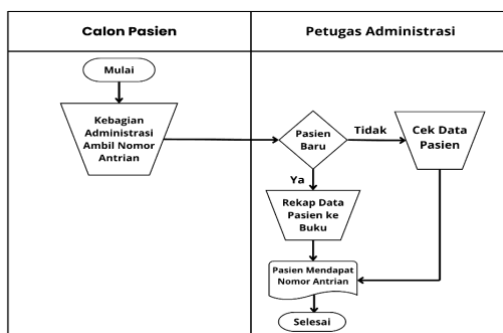 Calon Pasien
Petugas Administrasi
Mulai
Kebagian
Administrasi
Ambil Nomor
Antrian
Pasien
Baru
Tidak
Cek Data
Pasien
Ya
Rekap Data
Pasien ke
Buku
Pasien Mendapat
Nomor Antrian
Selesai